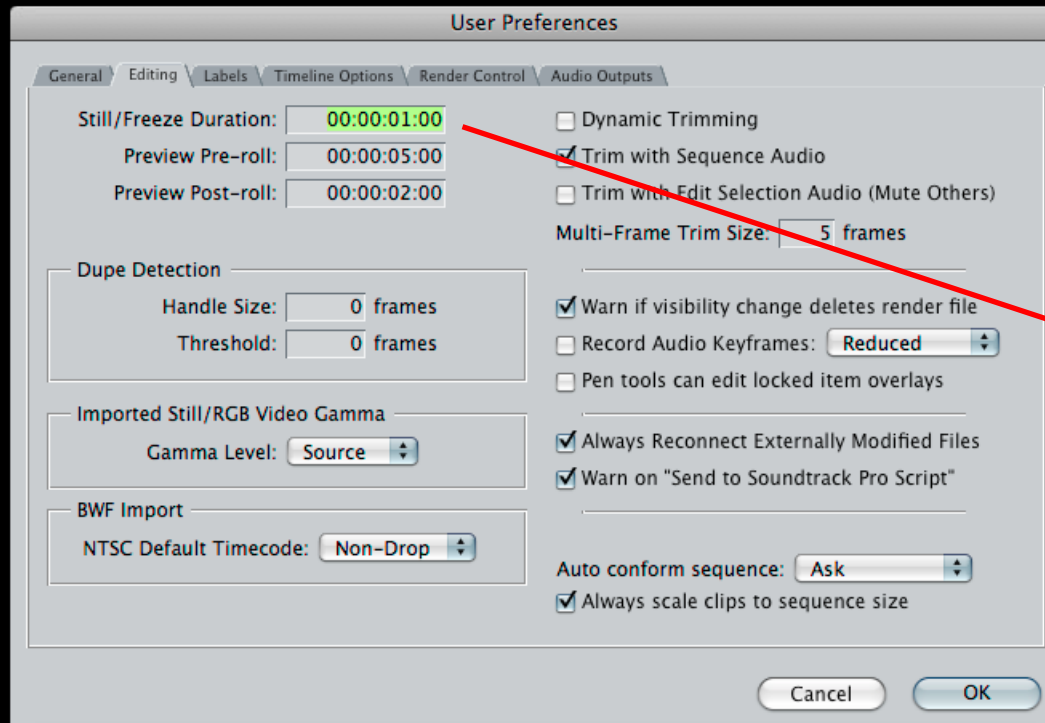 User Preferences
General Editing Labels Timeline Options Render Control Audio Outputs
Still/Freeze Duration: 00:00:01:00
Preview Pre-roll: 00:00:05:00
Preview Post-roll: 00:00:02:00
Dupe Detection
Handle Size: 0 frames
Threshold: 0 frames
Imported Still/RGB Video Gamma
Gamma Level: Source
BWF Import
NTSC Default Timecode: Non-Drop
Dynamic Trimming
Trim with Sequence Audio
Trim with Edit Selection Audio (Mute Others)
Multi-Frame Trim Size: 5 frames
Warn if visibility change deletes render file
Record Audio Keyframes: Reduced
Pen tools can edit locked item overlays
Always Reconnect Externally Modified Files
Warn on "Send to Soundtrack Pro Script"
Auto conform sequence: Ask
Always scale clips to sequence size
Cancel OK